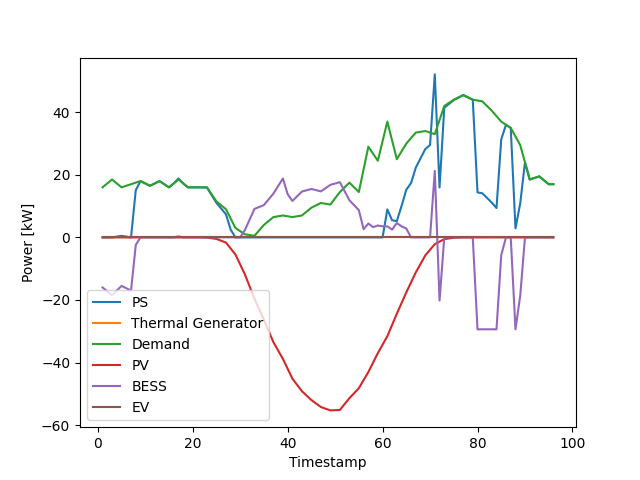 40
20
0
−20
−40
−60
Power [kW]
PS
Thermal Generator
Demand
PV
BESS
EV
0 20 40 60 80 100
Timestamp